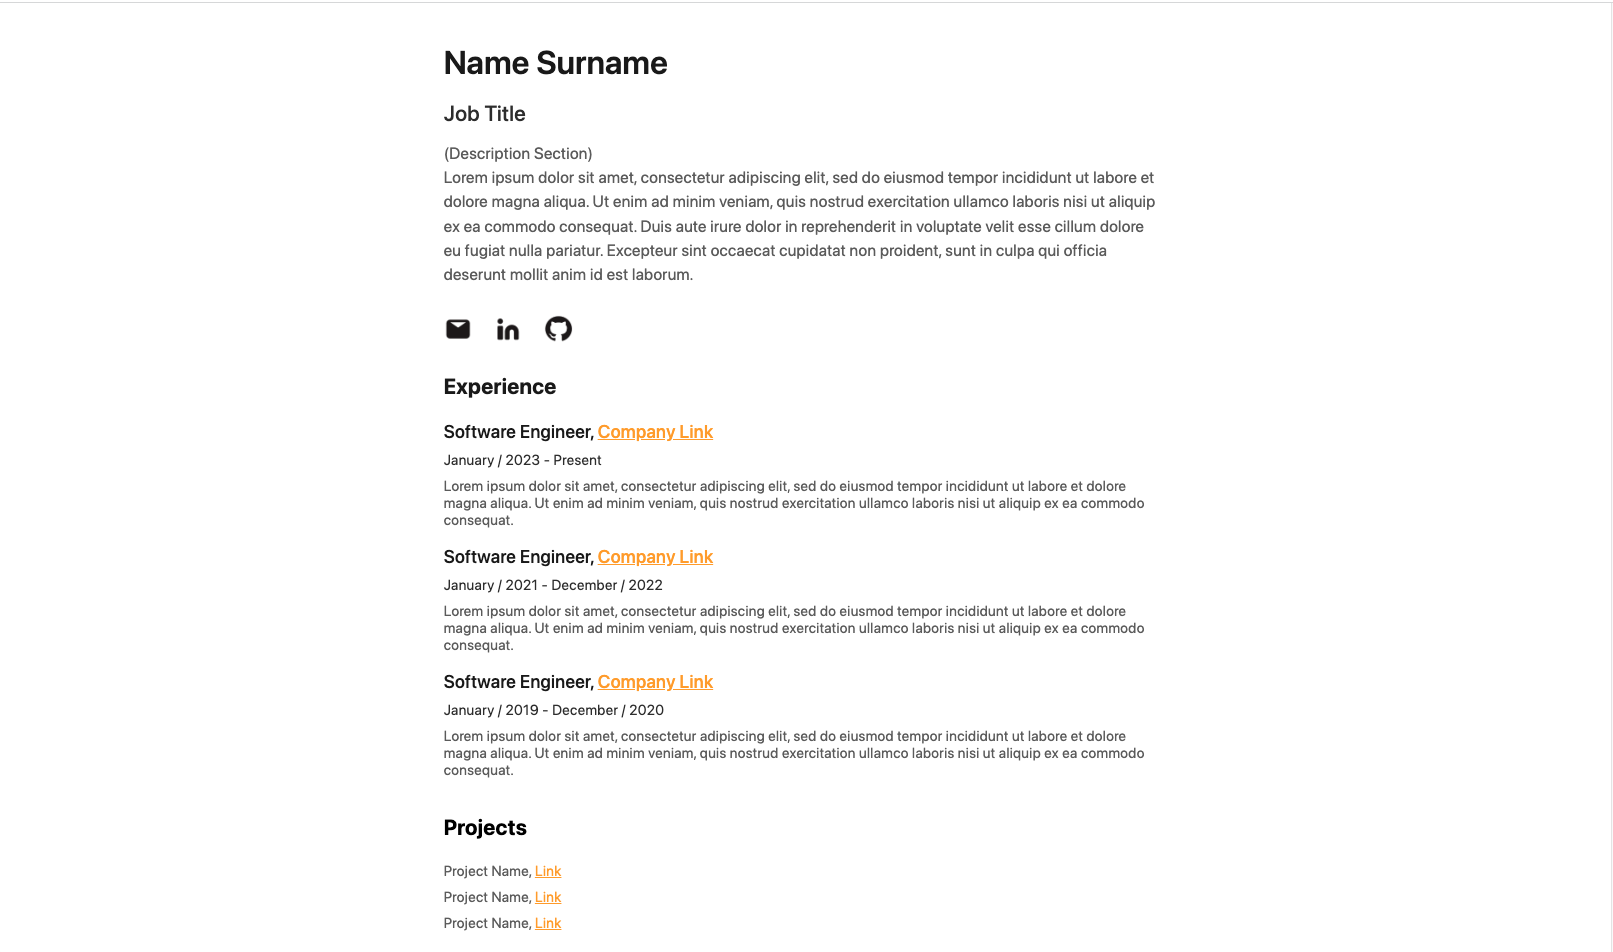 Name Surname
Job Title
(Description Section)
Lorem ipsum dolor sit amet, consectetur adipiscing elit, sed do eiusmod tempor incididunt ut labore et
dolore magna aliqua. Ut enim ad minim veniam, quis nostrud exercitation ullamco laboris nisi ut aliquip
ex ea commodo consequat. Duis aute irure dolor in reprehenderit in voluptate velit esse cillum dolore
eu fugiat nulla pariatur. Excepteur sint occaecat cupidatat non proident, sunt in culpa qui officia
deserunt mollit anim id est laborum.
in
Experience
Software Engineer, Company Link
January / 2023 - Present
Lorem ipsum dolor sit amet, consectetur adipiscing elit, sed do eiusmod tempor incididunt ut labore et dolore
magna aliqua. Ut enim ad minim veniam, quis nostrud exercitation ullamco laboris nisi ut aliquip ex ea commodo
consequat.
Software Engineer, Company Link
January / 2021 - December / 2022
Lorem ipsum dolor sit amet, consectetur adipiscing elit, sed do eiusmod tempor incididunt ut labore et dolore
magna aliqua. Ut enim ad minim veniam, quis nostrud exercitation ullamco laboris nisi ut aliquip ex ea commodo
consequat.
Software Engineer, Company Link
January / 2019 - December / 2020
Lorem ipsum dolor sit amet, consectetur adipiscing elit, sed do eiusmod tempor incididunt ut labore et dolore
magna aliqua. Ut enim ad minim veniam, quis nostrud exercitation ullamco laboris nisi ut aliquip ex ea commodo
consequat.
Projects
Project Name, Link
Project Name, Link
Project Name, Link